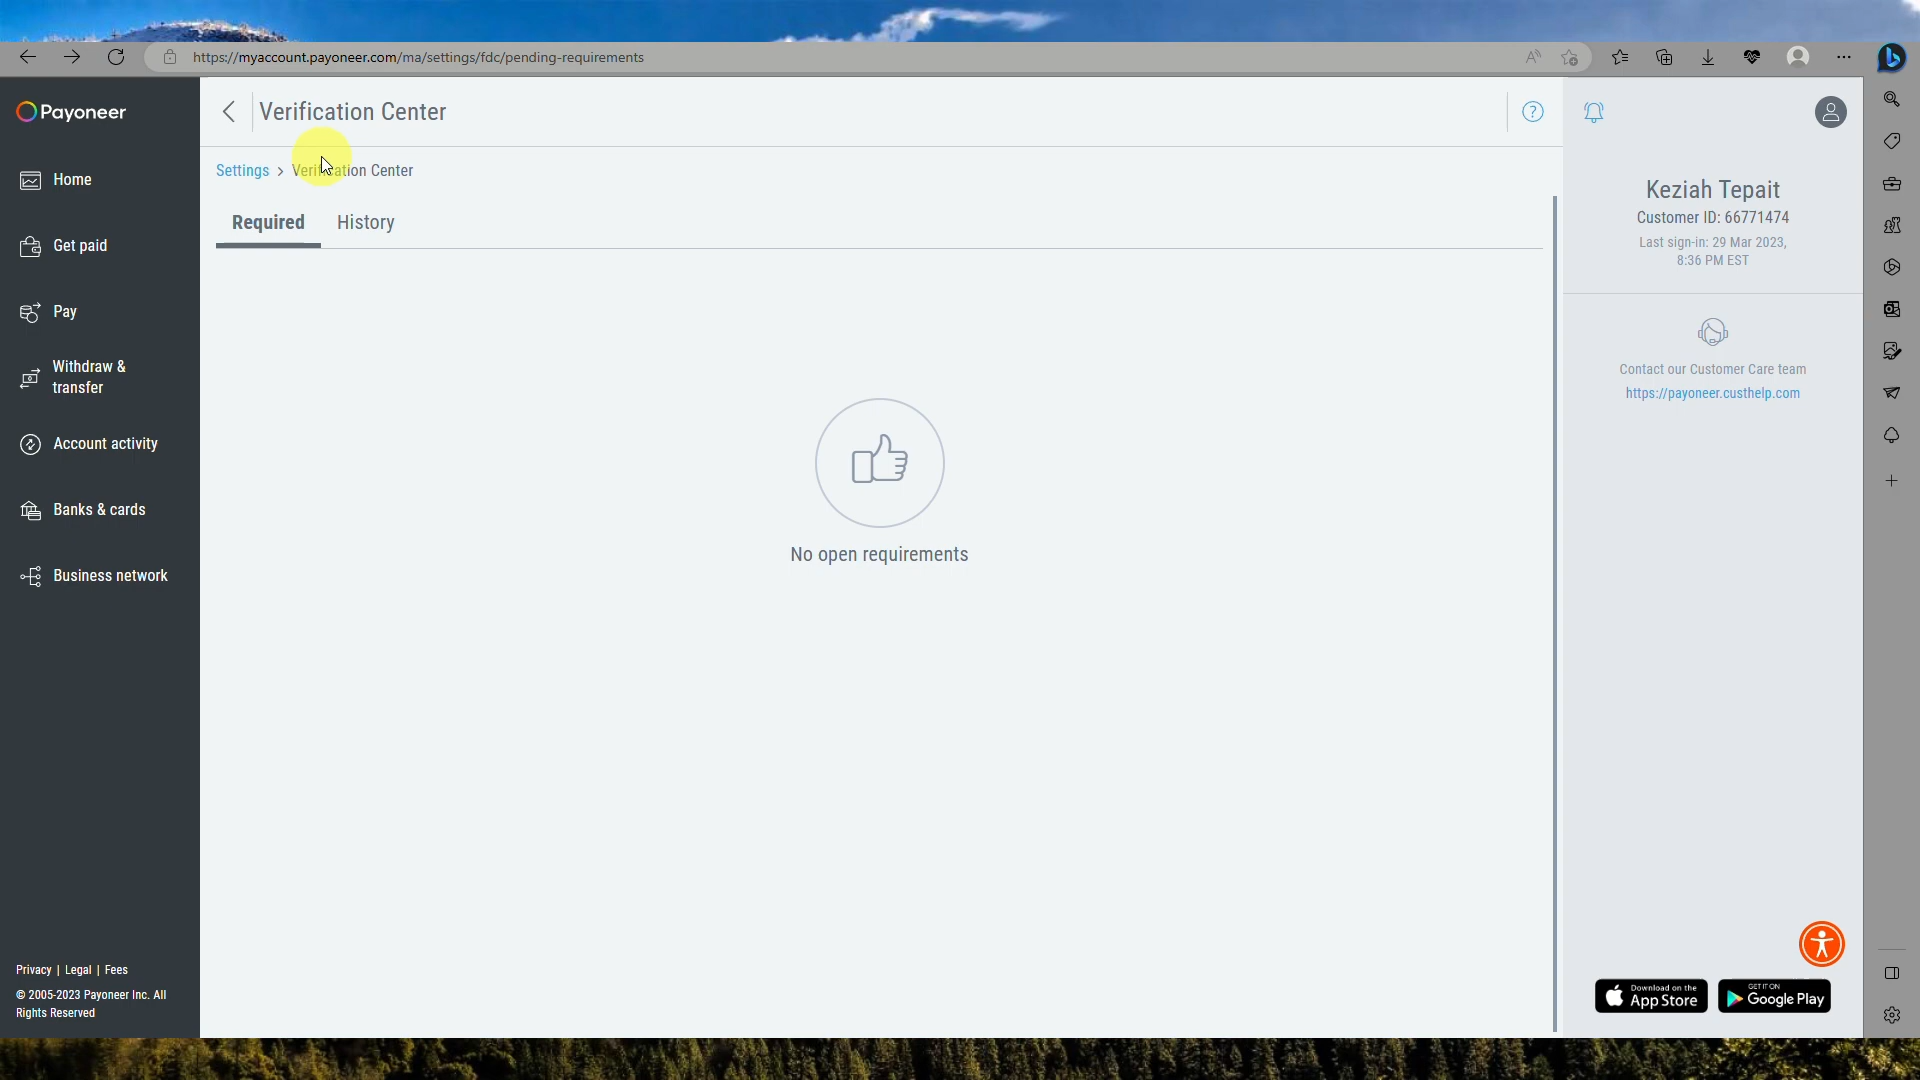 https://myaccount.payoneer.com/ma/settings/fdc/pending-requirements
Payoneer
Verification Center
Settings > Verification Center
Required
History
Home
Get paid
Pay
Withdraw &
transfer
Account activity
Banks & cards
Business network
No open requirements
Keziah Tepait
Customer ID: 66771474
Last sign-in: 29 Mar 2023,
8:36 PM EST
Contact our Customer Care team
https://payoneer.custhelp.com
Privacy | Legal | Fees
© 2005-2023 Payoneer Inc. All
Rights Reserved
Download on the
App Store
GET IT ON
Google Play